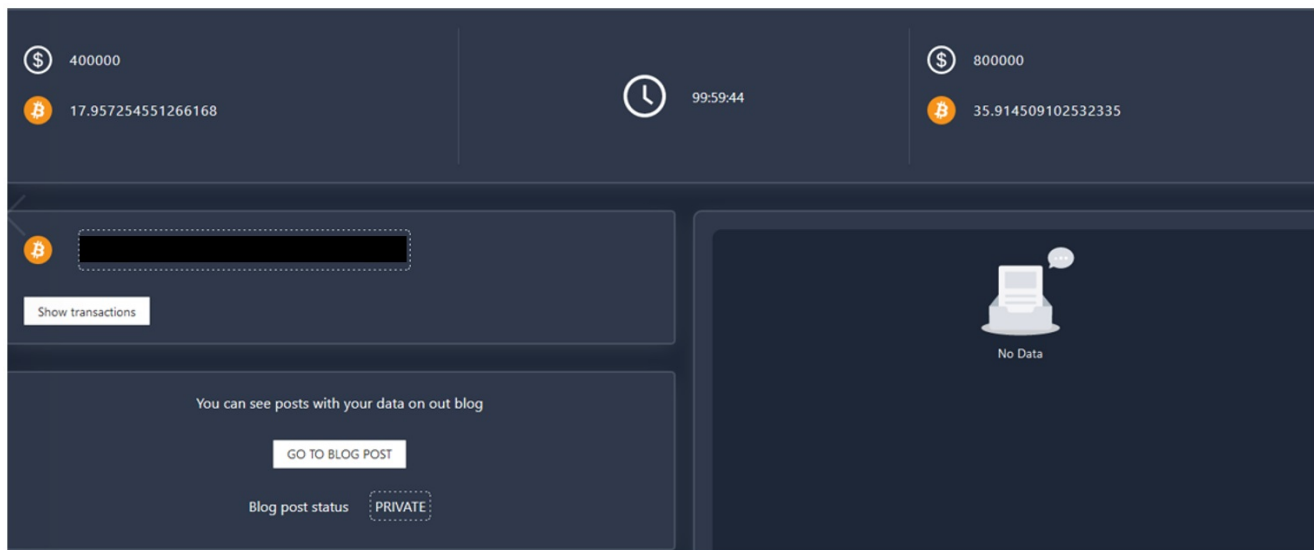 400000
17.957254551266168
99:59:44
800000
35.914509102532335
Show transactions
You can see posts with your data on out blog
GO TO BLOG POST
Blog post status PRIVATE
No Data